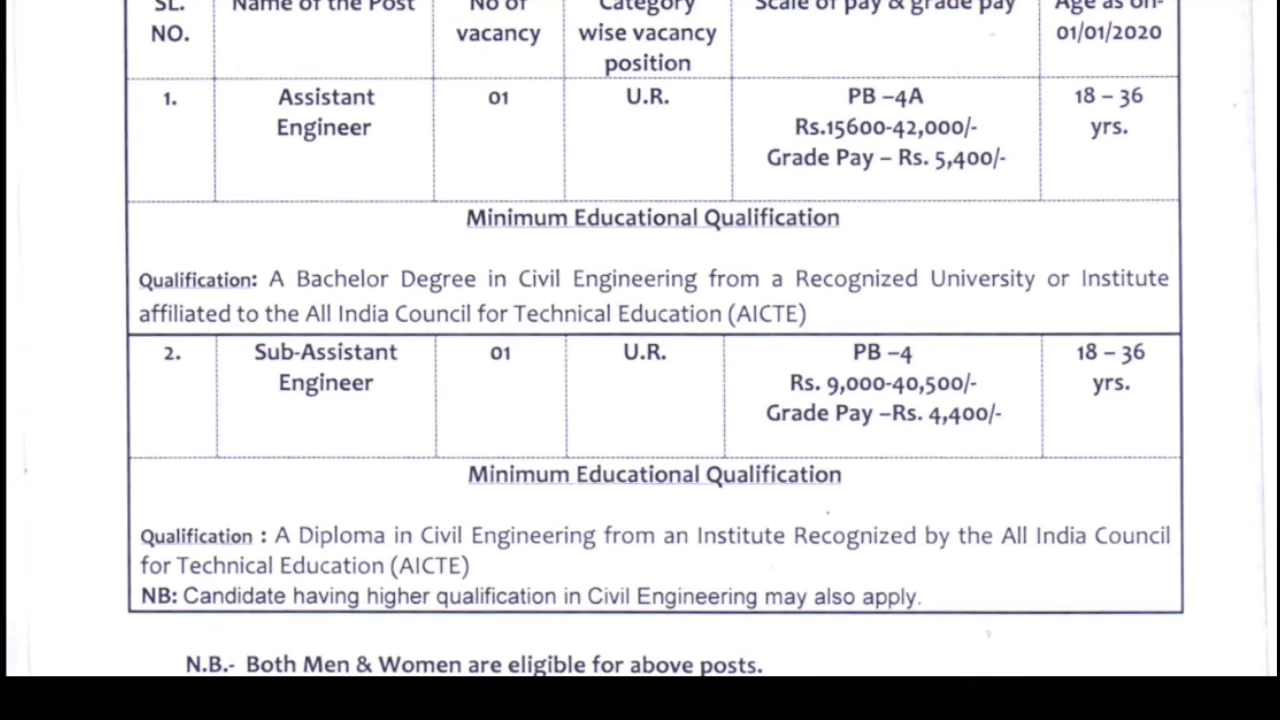 SL. Name of the Post No of Category Scale of pay & grade pay Age as on-
NO. vacancy wise vacancy 01/01/2020
position
1. Assistant 01 U.R. PB –4A 18 – 36
Engineer Rs.15600-42,000/- yrs.
Grade Pay – Rs. 5,400/-
Minimum Educational Qualification
Qualification: A Bachelor Degree in Civil Engineering from a Recognized University or Institute
affiliated to the All India Council for Technical Education (AICTE)
2. Sub-Assistant 01 U.R. PB –4 18 – 36
Engineer Rs. 9,000-40,500/- yrs.
Grade Pay –Rs. 4,400/-
Minimum Educational Qualification
Qualification : A Diploma in Civil Engineering from an Institute Recognized by the All India Council
for Technical Education (AICTE)
NB: Candidate having higher qualification in Civil Engineering may also apply.
N.B.- Both Men & Women are eligible for above posts.